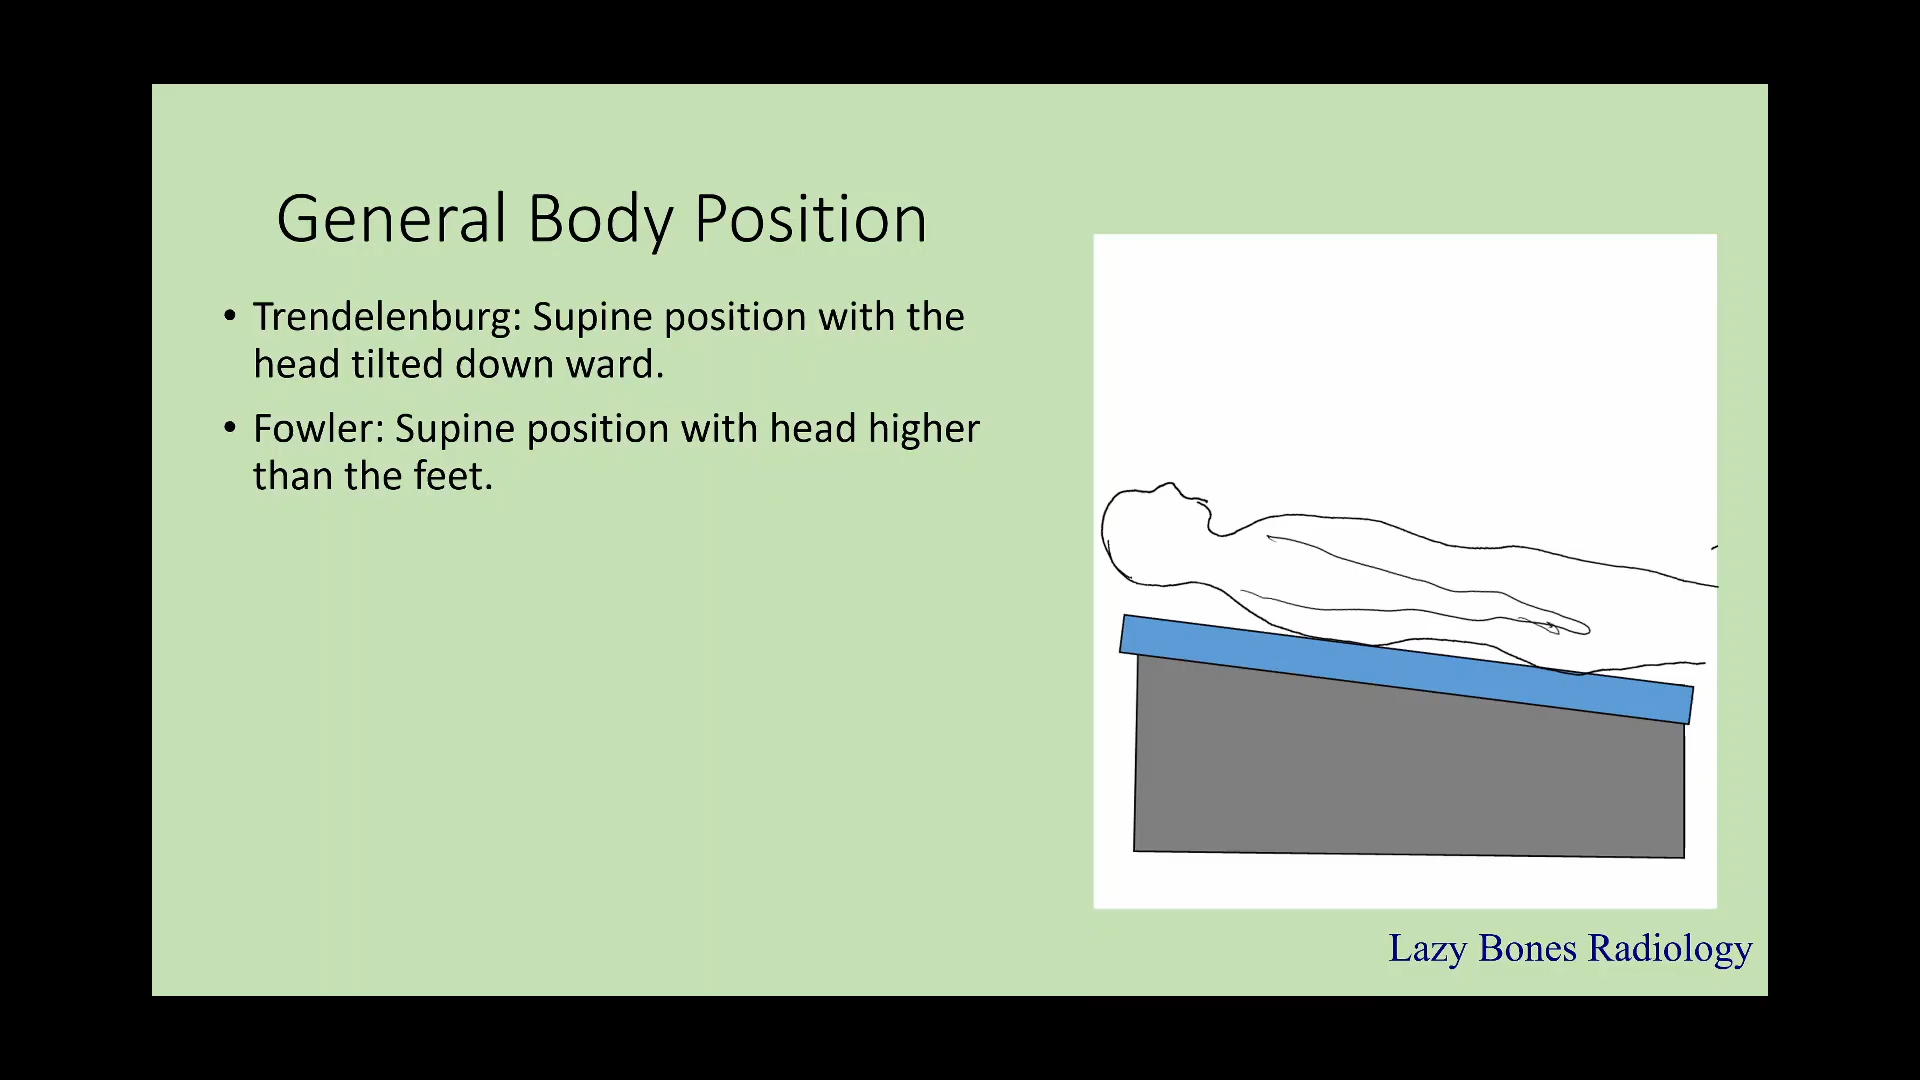 General Body Position
• Trendelenburg: Supine position with the
head tilted down ward.
• Fowler: Supine position with head higher
than the feet.
Lazy Bones Radiology